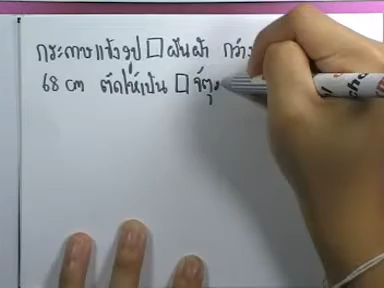 กระดาษแข็งรูป □ ผืนผ้า กว้าง
68 cm ตัดให้เป็น □ จัตุ